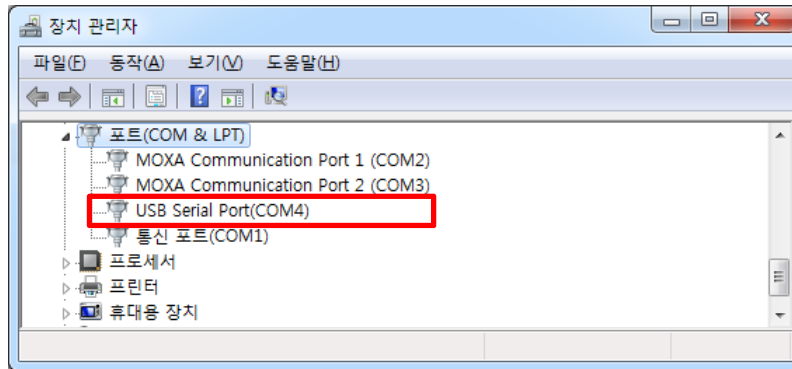 장치 관리자
파일(F) 동작(A) 보기(V) 도움말(H)
포트(COM & LPT)
MOXA Communication Port 1 (COM2)
MOXA Communication Port 2 (COM3)
USB Serial Port(COM4)
통신 포트(COM1)
프로세서
프린터
휴대용 장치